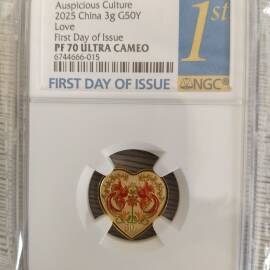 Auspicious Culture
2025 China 3g G50Y
Love
First Day of Issue
PF 70 ULTRA CAMEO
6744666-015
1st
FIRST DAY OF ISSUE
NGC